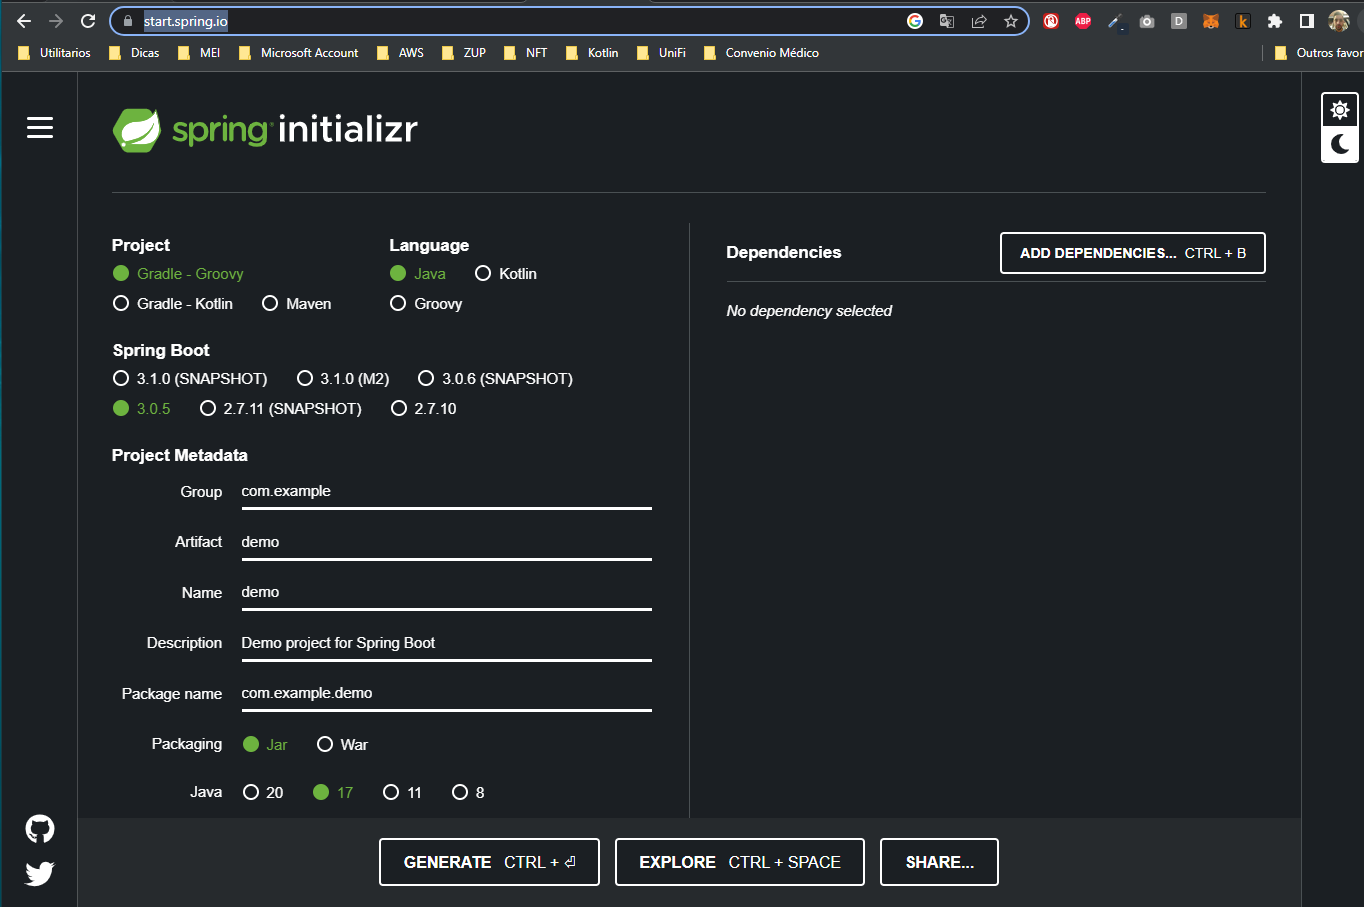 start.spring.io
Utilitarios Dicas MEI Microsoft Account AWS ZUP NFT Kotlin UniFi Convenio Médico Outros favor
spring initializr
Project Language
Gradle - Groovy Java Kotlin
Gradle - Kotlin Maven Groovy
Spring Boot
3.1.0 (SNAPSHOT) 3.1.0 (M2) 3.0.6 (SNAPSHOT)
3.0.5 2.7.11 (SNAPSHOT) 2.7.10
Project Metadata
Group com.example
Artifact demo
Name demo
Description Demo project for Spring Boot
Package name com.example.demo
Packaging Jar War
Java 20 17 11 8
Dependencies ADD DEPENDENCIES... CTRL + B
No dependency selected
GENERATE CTRL + ⏎ EXPLORE CTRL + SPACE SHARE...